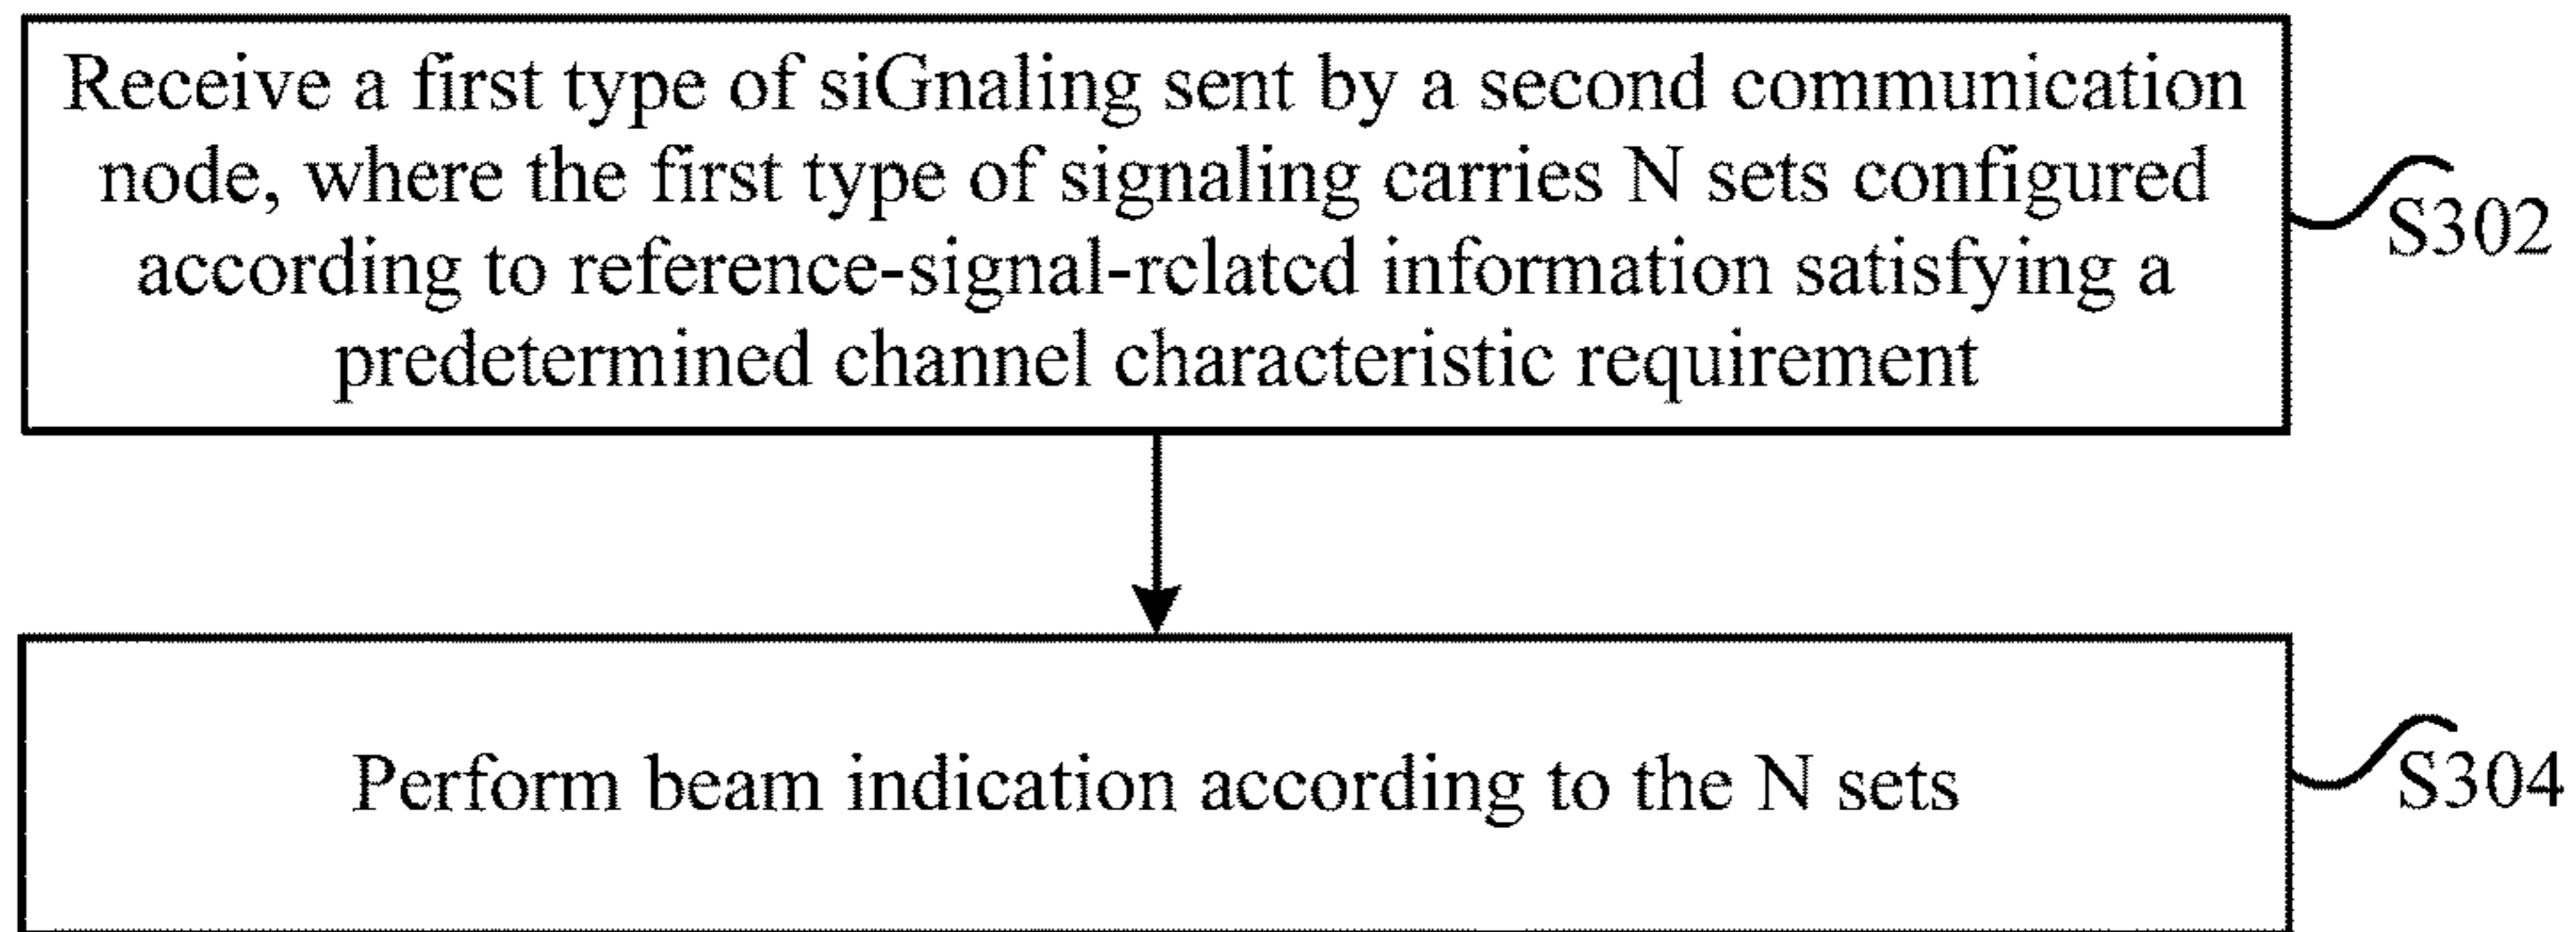 Receive a first type of siGnaling sent by a second communication
node, where the first type of signaling carries N sets configured
according to reference-signal-related information satisfying a
predetermined channel characteristic requirement
S302
Perform beam indication according to the N sets
S304